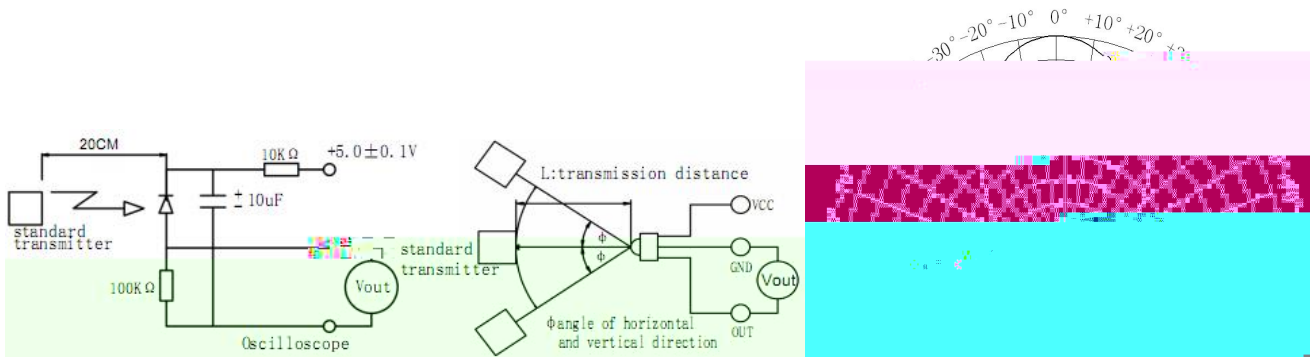 20CM
10KΩ
+5.0±0.1V
± 10uF
standard
transmitter
100KΩ
Vout
Oscilloscope
L:transmission distance
VCC
standard
transmitter
ϕ
ϕ
GND
Vout
OUT
ϕangle of horizontal
and vertical direction
-30° -20° -10° 0° +10° +20°